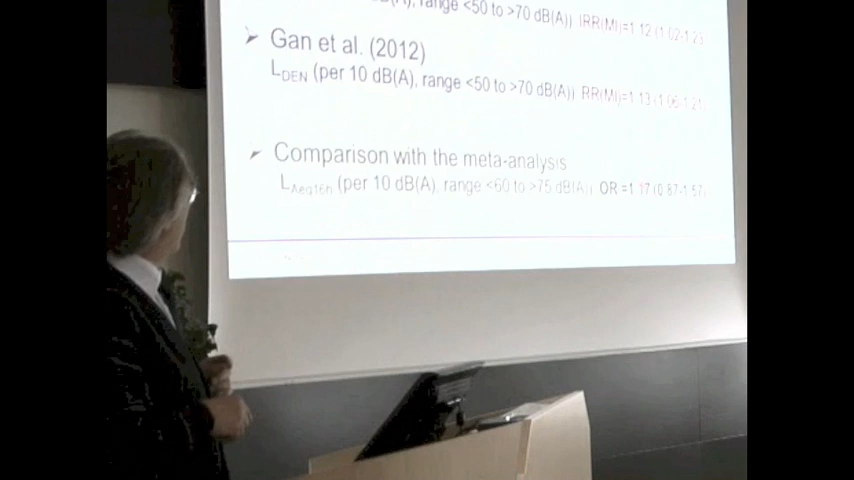 range <50 to >70 dB(A)) IRR(MI)=1.12 (1.02-1.23
➢ Gan et al. (2012)
LDEN (per 10 dB(A), range <50 to >70 dB(A)) RR(MI)=1.13 (1.06-1.21)
➢ Comparison with the meta-analysis
LAeq16h (per 10 dB(A), range <60 to >75 dB(A)) OR =1.17 (0.87-1.57)